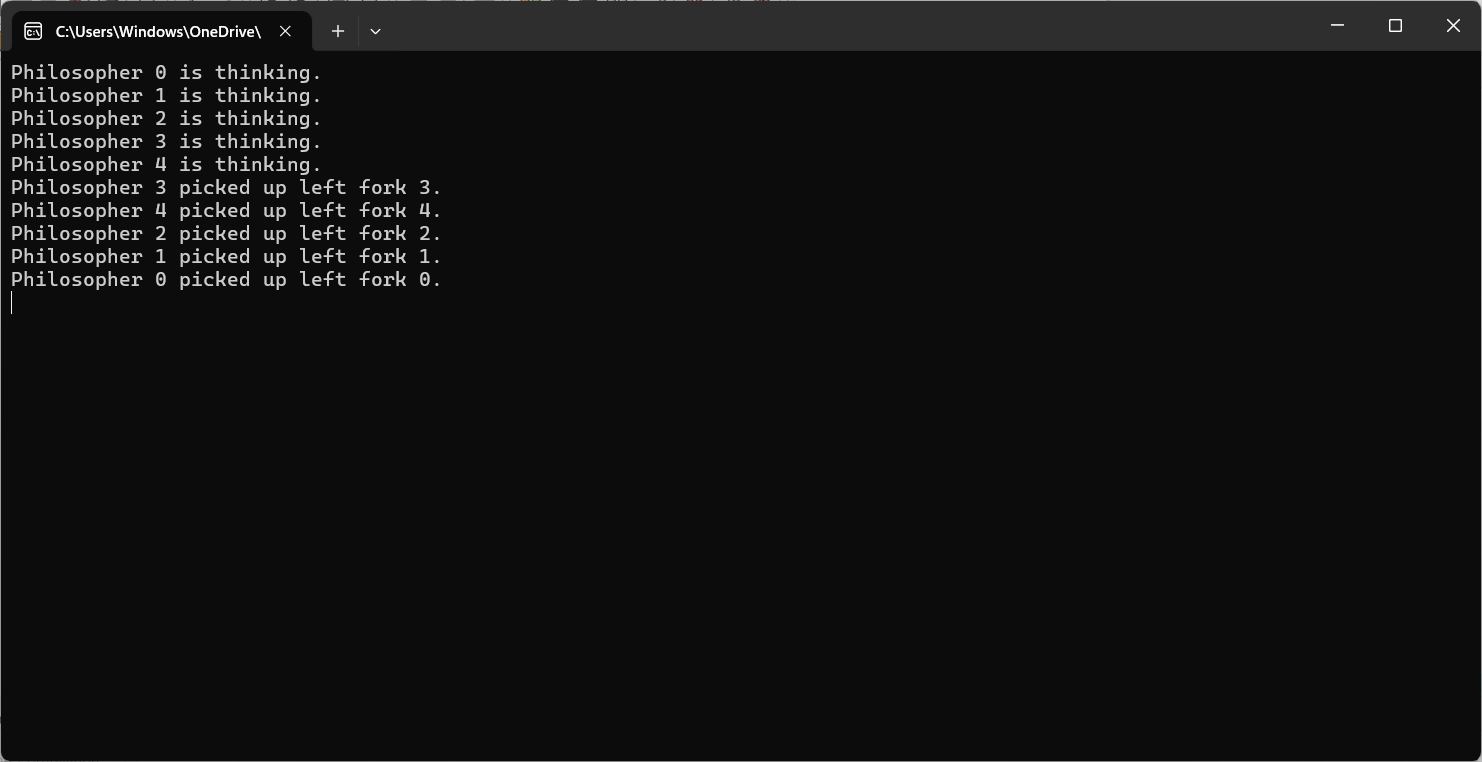 C:\Users\Windows\OneDrive\
Philosopher 0 is thinking.
Philosopher 1 is thinking.
Philosopher 2 is thinking.
Philosopher 3 is thinking.
Philosopher 4 is thinking.
Philosopher 3 picked up left fork 3.
Philosopher 4 picked up left fork 4.
Philosopher 2 picked up left fork 2.
Philosopher 1 picked up left fork 1.
Philosopher 0 picked up left fork 0.